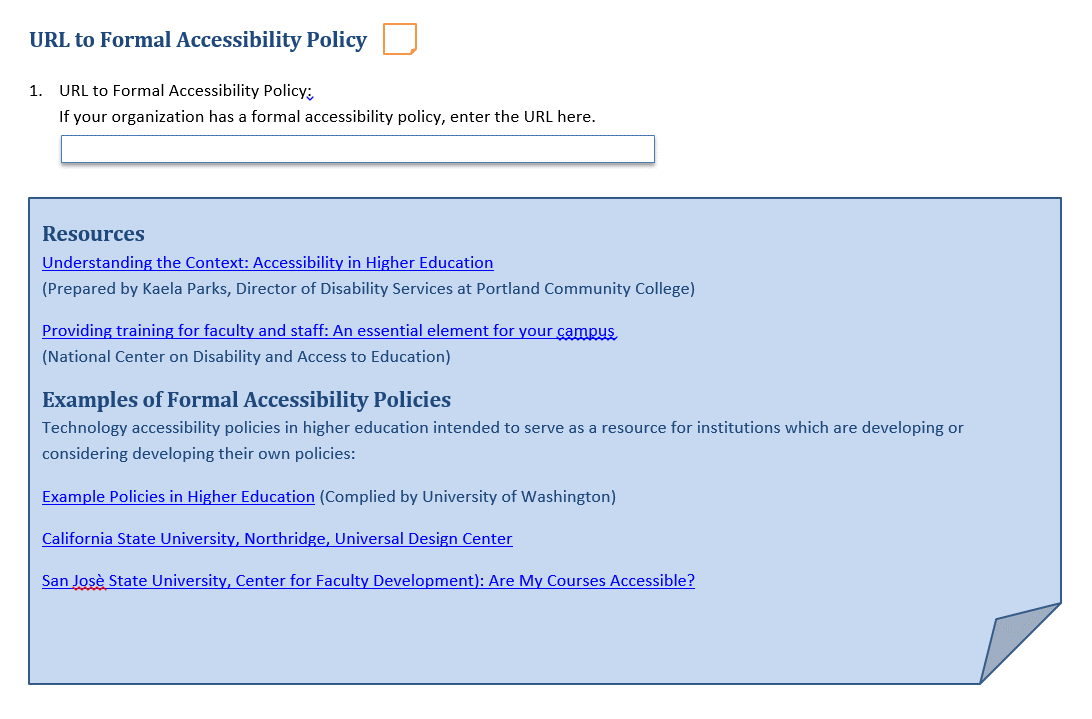 URL to Formal Accessibility Policy
1. URL to Formal Accessibility Policy:
If your organization has a formal accessibility policy, enter the URL here.
Resources
Understanding the Context: Accessibility in Higher Education
(Prepared by Kaela Parks, Director of Disability Services at Portland Community College)
Providing training for faculty and staff: An essential element for your campus
(National Center on Disability and Access to Education)
Examples of Formal Accessibility Policies
Technology accessibility policies in higher education intended to serve as a resource for institutions which are developing or
considering developing their own policies:
Example Policies in Higher Education (Complied by University of Washington)
California State University, Northridge, Universal Design Center
San Josè State University, Center for Faculty Development): Are My Courses Accessible?